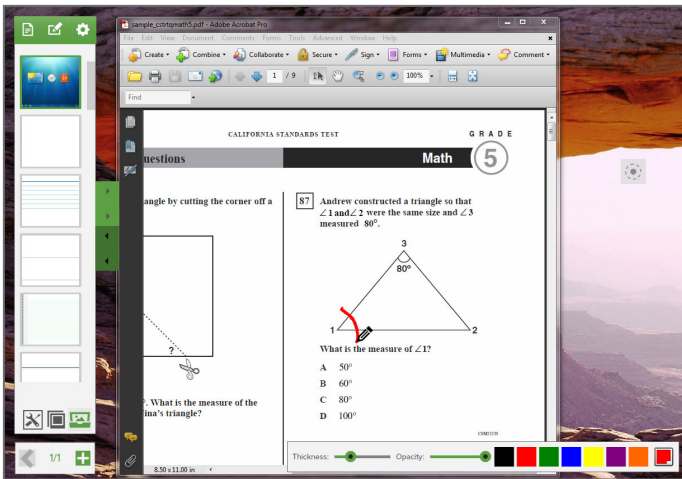 sample_cstrtqmath5.pdf - Adobe Acrobat Pro
File Edit View Document Comments Forms Tools Advanced Window Help
Create Combine Collaborate Secure Sign Forms Multimedia Comment
1 / 9 100%
Find
CALIFORNIA STANDARDS TEST
GRADE
5
uestions
Math
angle by cutting the corner off a
?
°. What is the measure of the
ina's triangle?
87 Andrew constructed a triangle so that
∠1 and∠2 were the same size and ∠3
measured 80°.
3
80°
1
2
What is the measure of ∠1?
A 50°
B 60°
C 80°
D 100°
1/1
8.50 x 11.00 in
Thickness: Opacity: